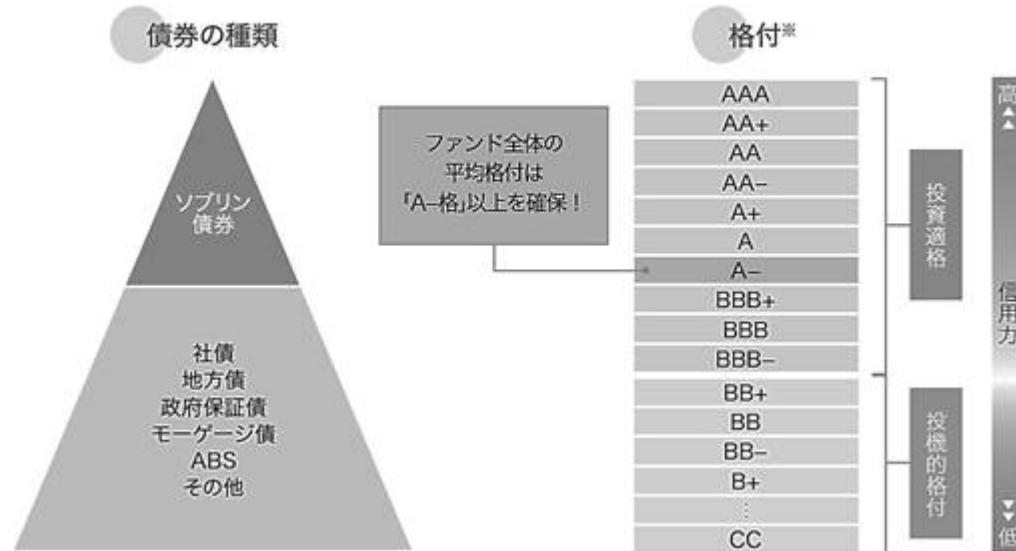 債券の種類
ソブリン
債券
社債
地方債
政府保証債
モーゲージ債
ABS
その他
ファンド全体の
平均格付は
「A−格」以上を確保！
格付※
AAA
AA+
AA
AA−
A+
A
A−
BBB+
BBB
BBB−
BB+
BB
BB−
B+
⋮
CC
投資適格
投機的格付
高
信用力
低